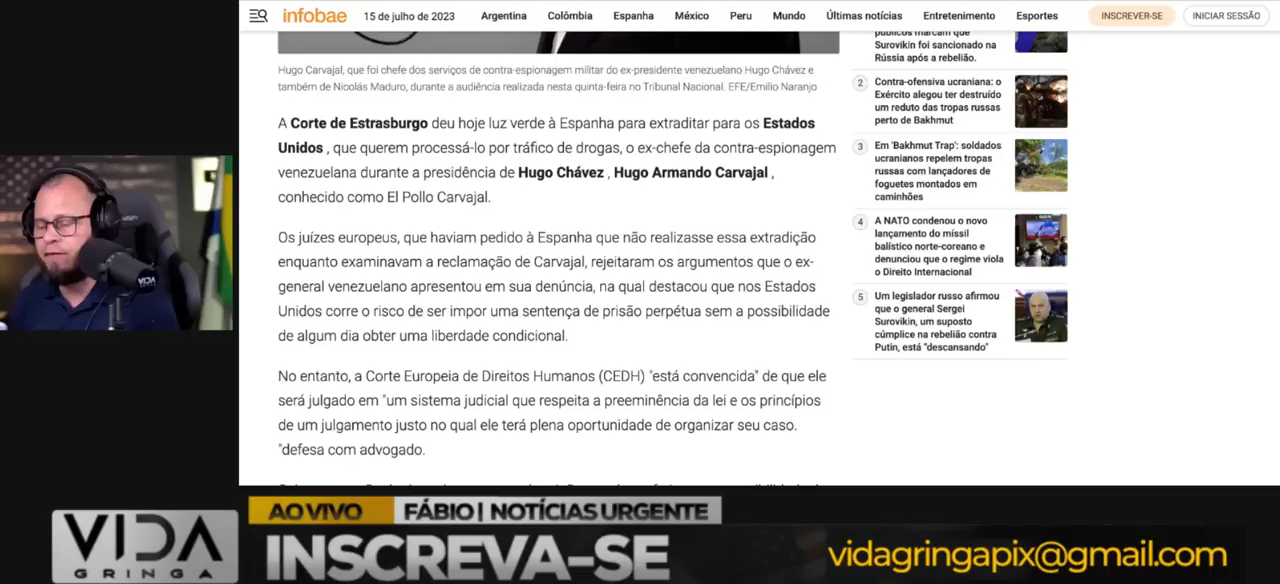 infobae
15 de julho de 2023
Argentina Colômbia Espanha México Peru Mundo Últimas notícias Entretenimento Esportes
INSCREVER-SE
INICIAR SESSÃO
Hugo Carvajal, que foi chefe dos serviços de contra-espionagem militar do ex-presidente venezuelano Hugo Chávez e
também de Nicolás Maduro, durante a audiência realizada nesta quinta-feira no Tribunal Nacional. EFE/Emilio Naranjo
A Corte de Estrasburgo deu hoje luz verde à Espanha para extraditar para os Estados
Unidos , que querem processá-lo por tráfico de drogas, o ex-chefe da contra-espionagem
venezuelana durante a presidência de Hugo Chávez , Hugo Armando Carvajal ,
conhecido como El Pollo Carvajal.
Os juízes europeus, que haviam pedido à Espanha que não realizasse essa extradição
enquanto examinavam a reclamação de Carvajal, rejeitaram os argumentos que o ex-
general venezuelano apresentou em sua denúncia, na qual destacou que nos Estados
Unidos corre o risco de ser impor uma sentença de prisão perpétua sem a possibilidade
de algum dia obter uma liberdade condicional.
No entanto, a Corte Europeia de Direitos Humanos (CEDH) "está convencida" de que ele
será julgado em "um sistema judicial que respeita a preeminência da lei e os princípios
de um julgamento justo no qual ele terá plena oportunidade de organizar seu caso.
"defesa com advogado.
públicos marcam que
Surovikin foi sancionado na
Rússia após a rebelião.
2 Contra-ofensiva ucraniana: o
Exército alegou ter destruído
um reduto das tropas russas
perto de Bakhmut
3 Em 'Bakhmut Trap': soldados
ucranianos repelem tropas
russas com lançadores de
foguetes montados em
caminhões
4 A NATO condenou o novo
lançamento do míssil
balístico norte-coreano e
denunciou que o regime viola
o Direito Internacional
5 Um legislador russo afirmou
que o general Sergei
Surovikin, um suposto
cúmplice na rebelião contra
Putin, está "descansando"
VIDA
VIDA
GRINGA
AO VIVO
FÁBIO | NOTÍCIAS URGENTE
INSCREVA-SE
vidagringapix@gmail.com